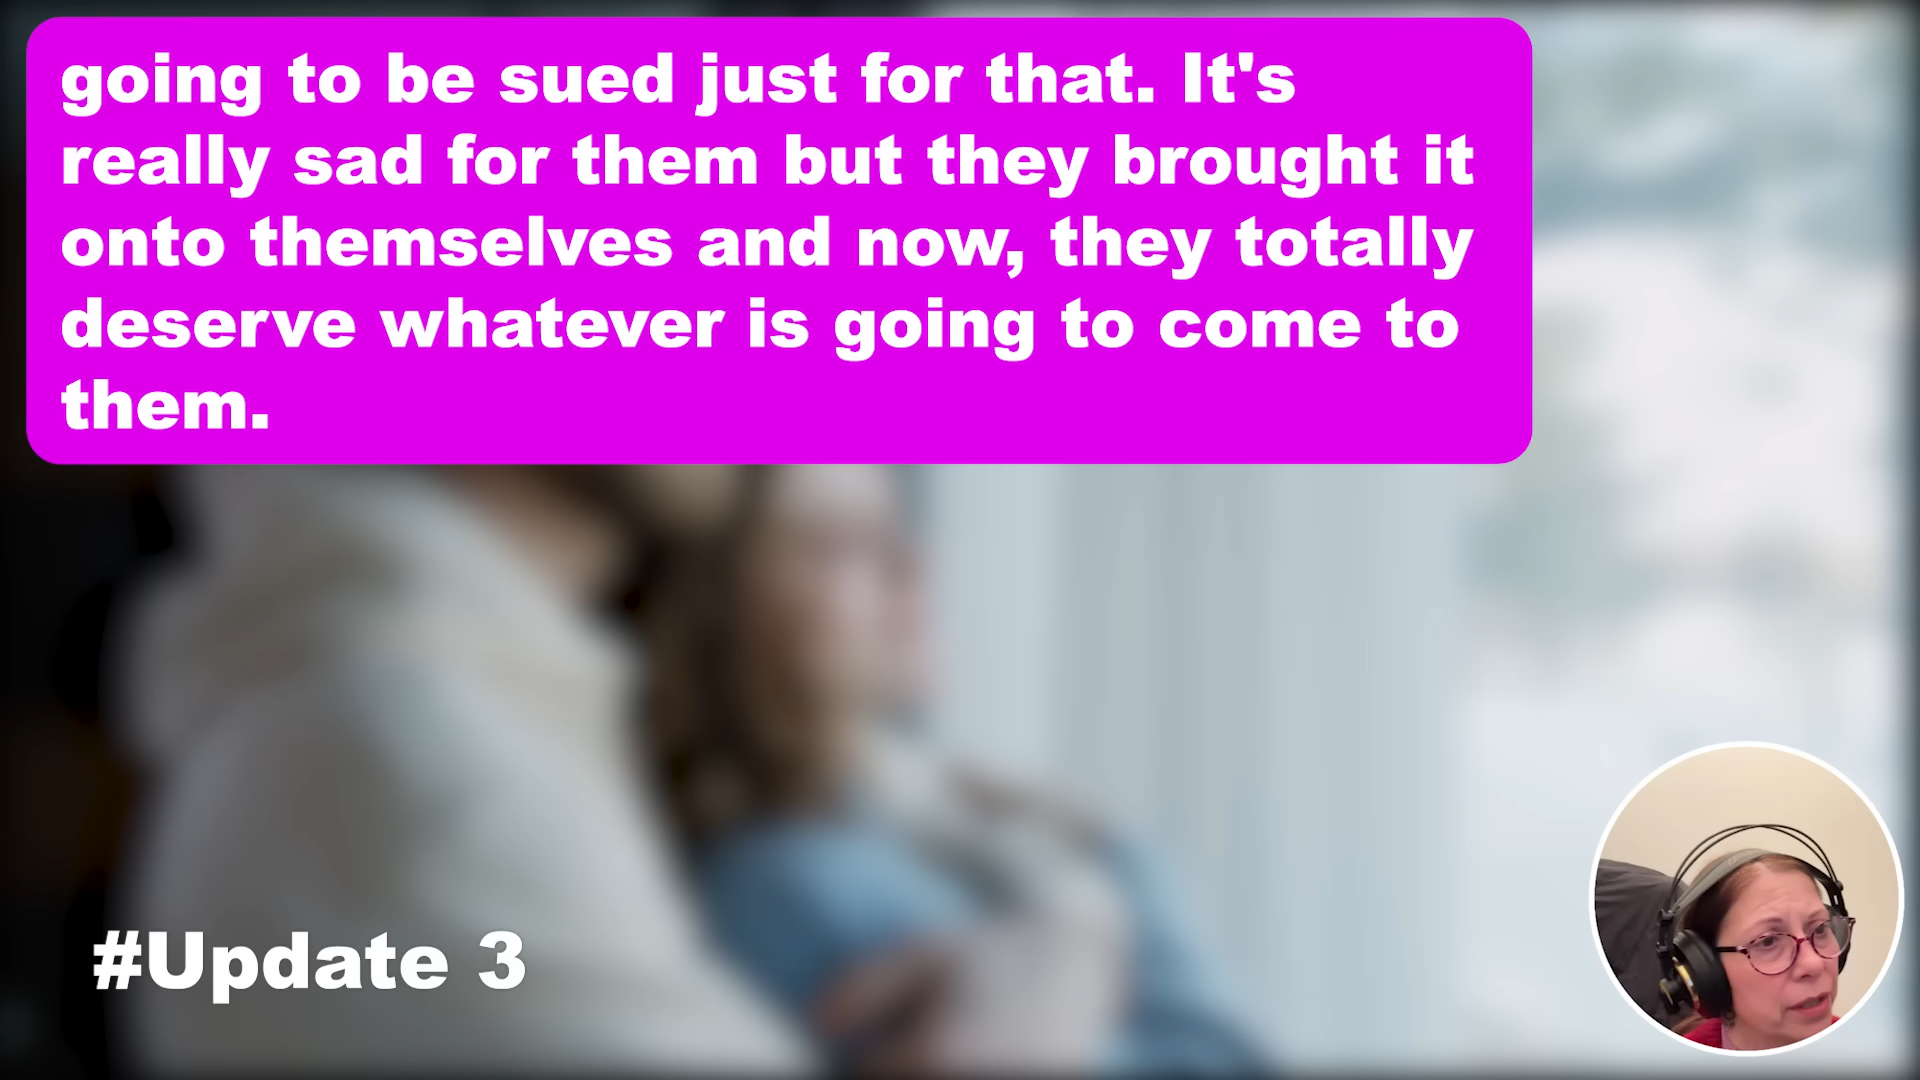 going to be sued just for that. It's
really sad for them but they brought it
onto themselves and now, they totally
deserve whatever is going to come to
them.
#Update 3